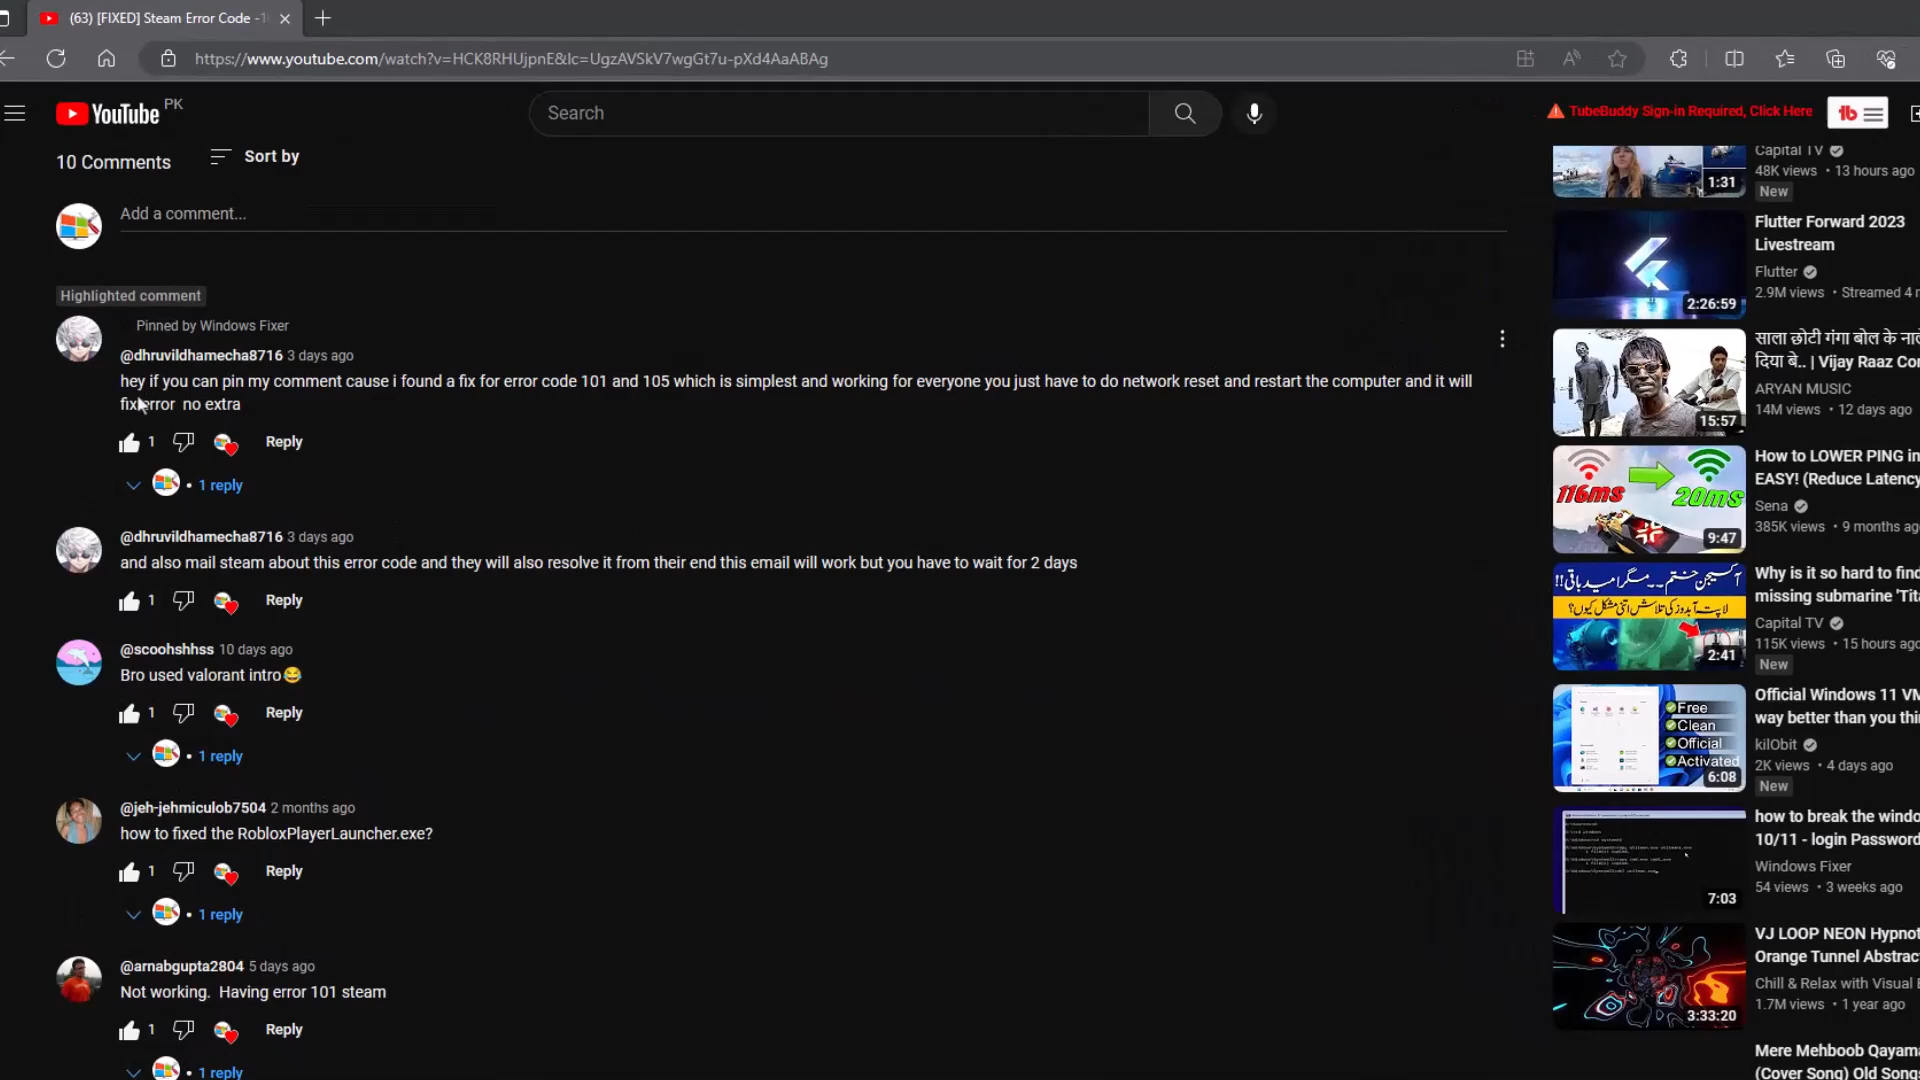 (63) [FIXED] Steam Error Code -1
https://www.youtube.com/watch?v=HCK8RHUjpnE&lc=UgzAVSkV7wgGt7u-pXd4AaABAg
YouTube PK
Search
TubeBuddy Sign-in Required, Click Here
10 Comments
Sort by
Add a comment...
Highlighted comment
Pinned by Windows Fixer
@dhruvildhamecha8716 3 days ago
hey if you can pin my comment cause i found a fix for error code 101 and 105 which is simplest and working for everyone you just have to do network reset and restart the computer and it will
fix error no extra
1 Reply
• 1 reply
@dhruvildhamecha8716 3 days ago
and also mail steam about this error code and they will also resolve it from their end this email will work but you have to wait for 2 days
1 Reply
@scoohshhss 10 days ago
Bro used valorant intro😂
1 Reply
• 1 reply
@jeh-jehmiculob7504 2 months ago
how to fixed the RobloxPlayerLauncher.exe?
1 Reply
• 1 reply
@arnabgupta2804 5 days ago
Not working. Having error 101 steam
1 Reply
• 1 reply
1:31
Capital TV
48K views • 13 hours ago
New
2:26:59
Flutter Forward 2023
Livestream
Flutter
2.9M views • Streamed 4
15:57
साला छोटी गंगा बोल के
दिया बे.. | Vijay Raaz
ARYAN MUSIC
14M views • 12 days ago
116ms
20ms
9:47
How to LOWER PING in
EASY! (Reduce Latency
Sena
385K views • 9 months ago
آکسیجن ختم ۔۔۔ مگر امید باقی!!
لاپتہ آبدوز کی تلاش اتنی مشکل کیوں؟
2:41
Why is it so hard to find
missing submarine 'Tita
Capital TV
115K views • 15 hours ago
New
Free
Clean
Official
Activated
6:08
Official Windows 11 VM
way better than you
kilObit
2K views • 4 days ago
New
7:03
how to break the
10/11 - login Password
Windows Fixer
54 views • 3 weeks ago
3:33:20
VJ LOOP NEON
Orange Tunnel
Chill & Relax with Visual
1.7M views • 1 year ago
Mere Mehboob
(Cover Song) Old Songs